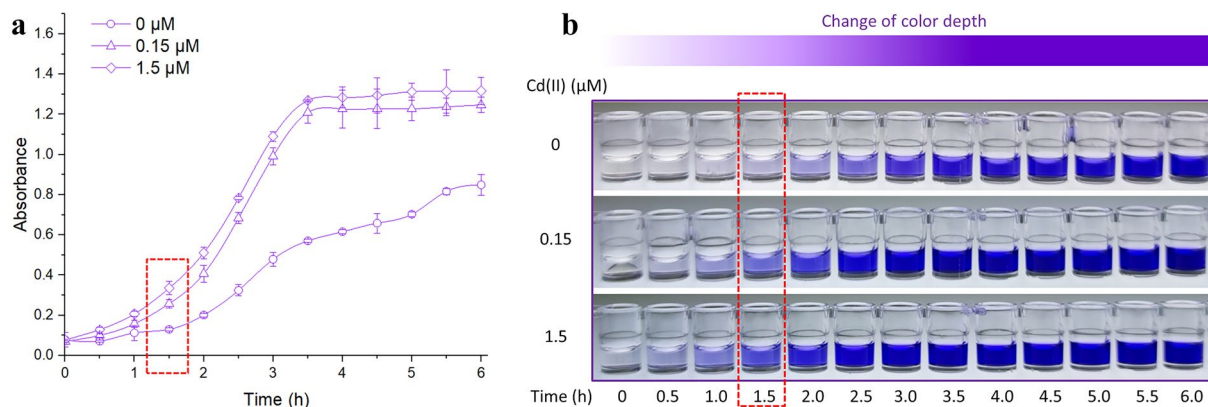 a
0 μM
0.15 μM
1.5 μM
1.6
1.4
1.2
1.0
0.8
0.6
0.4
0.2
0.0
Absorbance
0 1 2 3 4 5 6
Time (h)
b
Change of color depth
Cd(II) (μM)
0
0.15
1.5
Time (h) 0 0.5 1.0 1.5 2.0 2.5 3.0 3.5 4.0 4.5 5.0 5.5 6.0